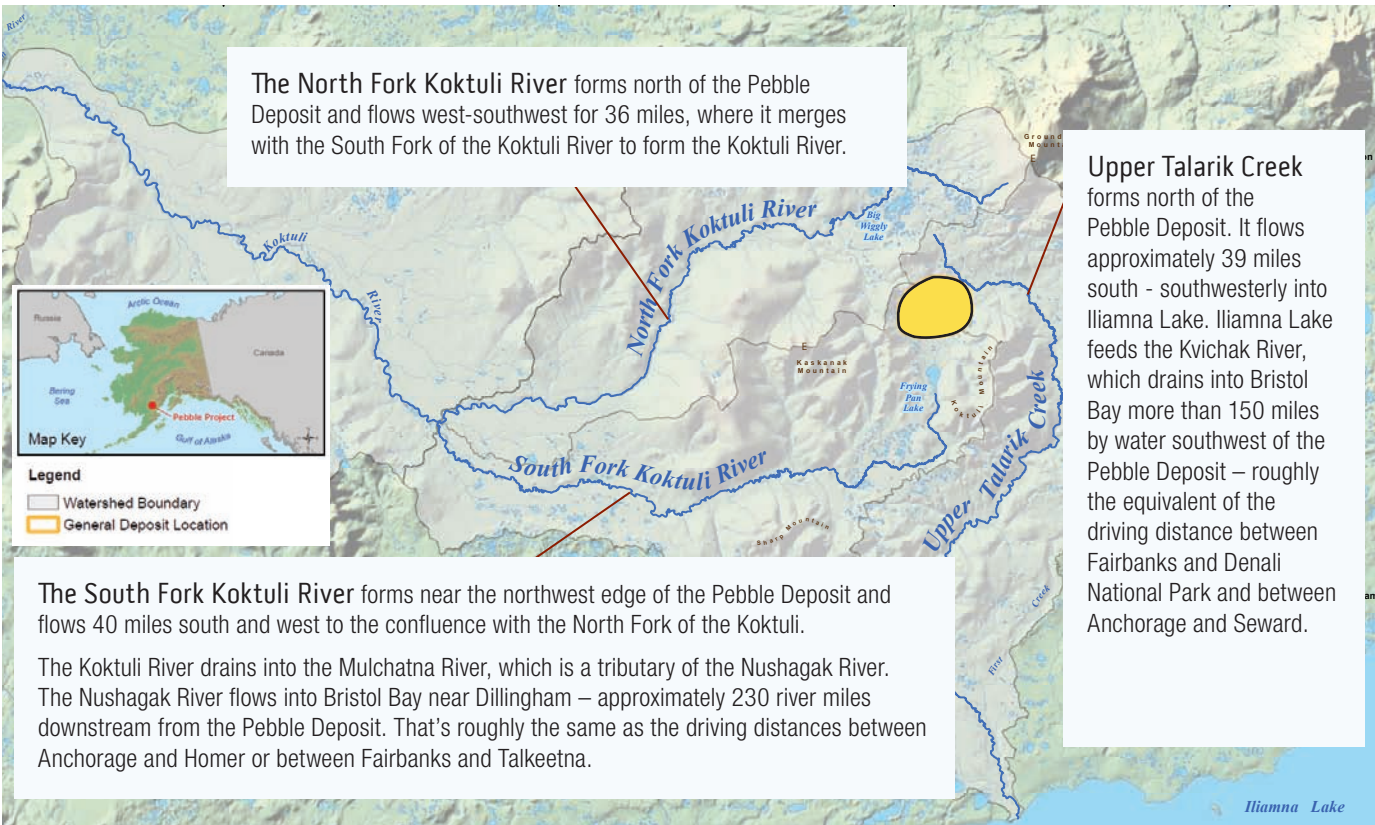 River
The North Fork Koktuli River forms north of the Pebble
Deposit and flows west-southwest for 36 miles, where it merges
with the South Fork of the Koktuli River to form the Koktuli River.
Ground
Mount
E
Upper Talarik Creek
forms north of the
Pebble Deposit. It flows
approximately 39 miles
south - southwesterly into
Iliamna Lake. Iliamna Lake
feeds the Kvichak River,
which drains into Bristol
Bay more than 150 miles
by water southwest of the
Pebble Deposit – roughly
the equivalent of the
driving distance between
Fairbanks and Denali
National Park and between
Anchorage and Seward.
North Fork Koktuli River
Big
Wiggly
Lake
Koktuli
River
Arctic Ocean
Russia
Canada
Bering
Sea
Pebble Project
Gulf of Alaska
Map Key
Legend
Watershed Boundary
General Deposit Location
E
Kaskanak
Mountain
Frying
Pan
Lake
Koktuli Mountain
South Fork Koktuli River
Upper Talarik Creek
Sharp Mountain
First Creek
The South Fork Koktuli River forms near the northwest edge of the Pebble Deposit and
flows 40 miles south and west to the confluence with the North Fork of the Koktuli.
The Koktuli River drains into the Mulchatna River, which is a tributary of the Nushagak River.
The Nushagak River flows into Bristol Bay near Dillingham – approximately 230 river miles
downstream from the Pebble Deposit. That's roughly the same as the driving distances between
Anchorage and Homer or between Fairbanks and Talkeetna.
Iliamna Lake